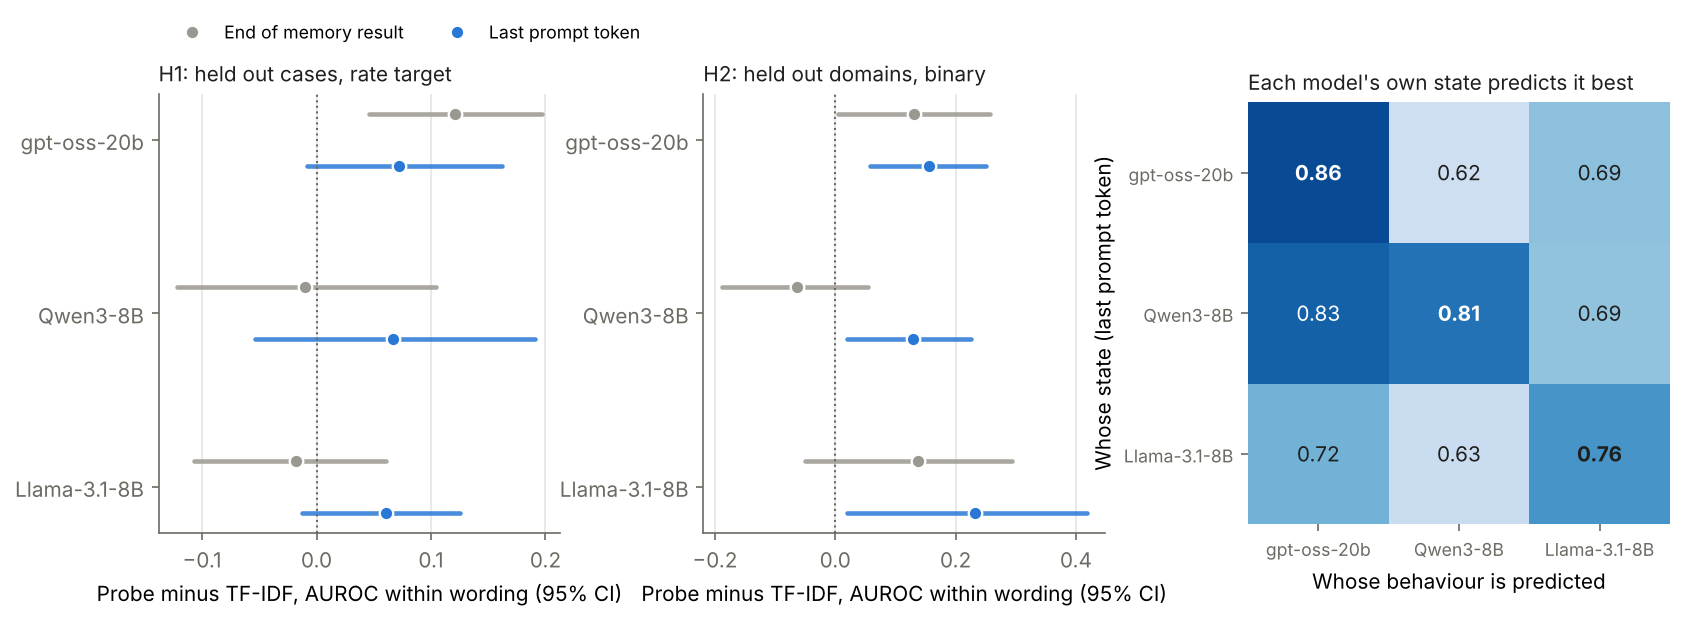 End of memory result
Last prompt token
H1: held out cases, rate target
gpt-oss-20b
Qwen3-8B
Llama-3.1-8B
−0.1
0.0
0.1
0.2
Probe minus TF-IDF, AUROC within wording (95% CI)
H2: held out domains, binary
gpt-oss-20b
Qwen3-8B
Llama-3.1-8B
−0.2
0.0
0.2
0.4
Probe minus TF-IDF, AUROC within wording (95% CI)
Each model's own state predicts it best
Whose state (last prompt token)
gpt-oss-20b
0.86
0.62
0.69
Qwen3-8B
0.83
0.81
0.69
Llama-3.1-8B
0.72
0.63
0.76
gpt-oss-20b
Qwen3-8B
Llama-3.1-8B
Whose behaviour is predicted